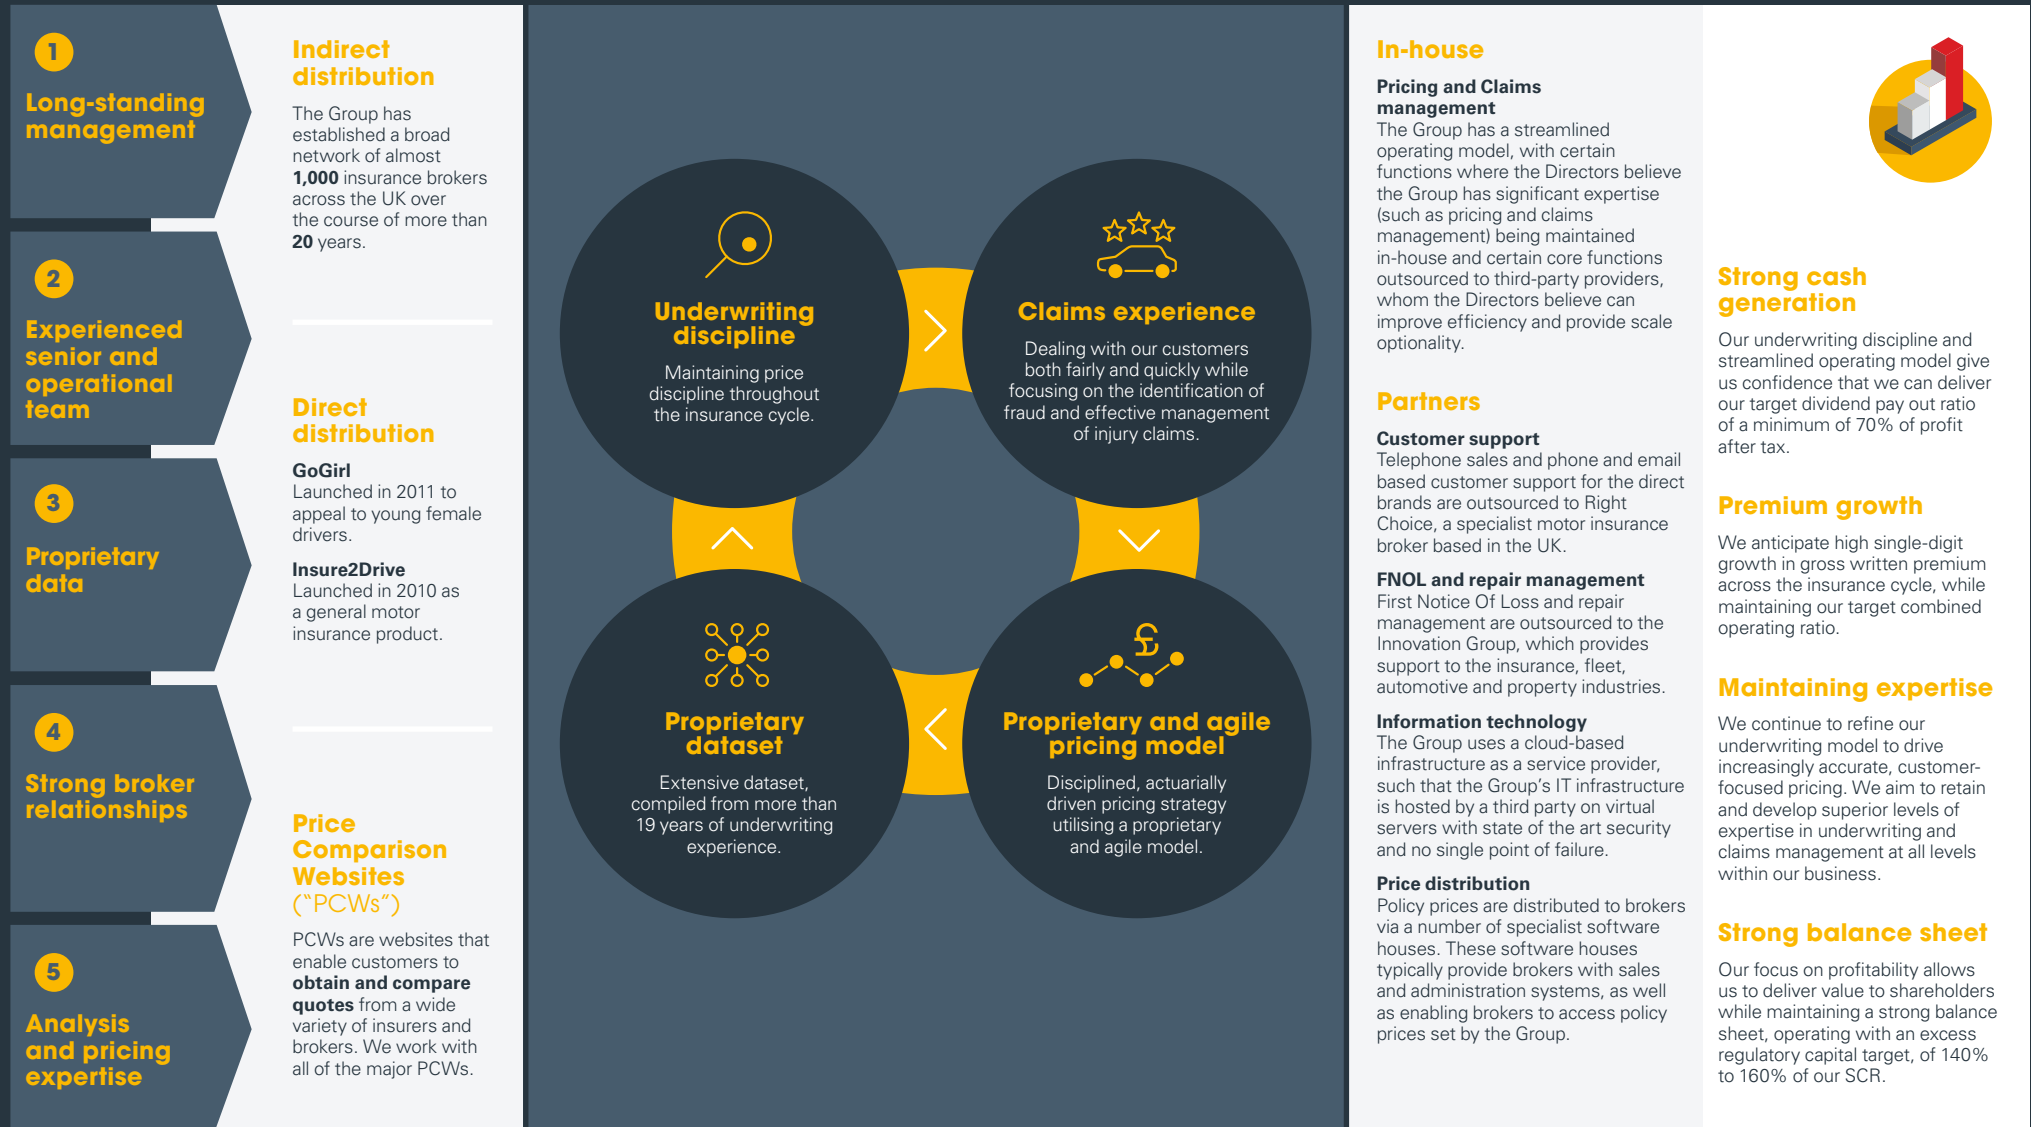 1
Long-standing
management
2
Experienced
senior and
operational
team
3
Proprietary
data
4
Strong broker
relationships
5
Analysis
and pricing
expertise
Indirect
distribution
The Group has
established a broad
network of almost
1,000 insurance brokers
across the UK over
the course of more than
20 years.
Direct
distribution
GoGirl
Launched in 2011 to
appeal to young female
drivers.
Insure2Drive
Launched in 2010 as
a general motor
insurance product.
Price
Comparison
Websites
(“PCWs”)
PCWs are websites that
enable customers to
obtain and compare
quotes from a wide
variety of insurers and
brokers. We work with
all of the major PCWs.
Underwriting
discipline
Maintaining price
discipline throughout
the insurance cycle.
Claims experience
Dealing with our customers
both fairly and quickly while
focusing on the identification of
fraud and effective management
of injury claims.
Proprietary
dataset
Extensive dataset,
compiled from more than
19 years of underwriting
experience.
£
Proprietary and agile
pricing model
Disciplined, actuarially
driven pricing strategy
utilising a proprietary
and agile model.
In-house
Pricing and Claims
management
The Group has a streamlined
operating model, with certain
functions where the Directors believe
the Group has significant expertise
(such as pricing and claims
management) being maintained
in-house and certain core functions
outsourced to third-party providers,
whom the Directors believe can
improve efficiency and provide scale
optionality.
Partners
Customer support
Telephone sales and phone and email
based customer support for the direct
brands are outsourced to Right
Choice, a specialist motor insurance
broker based in the UK.
FNOL and repair management
First Notice Of Loss and repair
management are outsourced to the
Innovation Group, which provides
support to the insurance, fleet,
automotive and property industries.
Information technology
The Group uses a cloud-based
infrastructure as a service provider,
such that the Group’s IT infrastructure
is hosted by a third party on virtual
servers with state of the art security
and no single point of failure.
Price distribution
Policy prices are distributed to brokers
via a number of specialist software
houses. These software houses
typically provide brokers with sales
and administration systems, as well
as enabling brokers to access policy
prices set by the Group.
Strong cash
generation
Our underwriting discipline and
streamlined operating model give
us confidence that we can deliver
our target dividend pay out ratio
of a minimum of 70% of profit
after tax.
Premium growth
We anticipate high single-digit
growth in gross written premium
across the insurance cycle, while
maintaining our target combined
operating ratio.
Maintaining expertise
We continue to refine our
underwriting model to drive
increasingly accurate, customer-
focused pricing. We aim to retain
and develop superior levels of
expertise in underwriting and
claims management at all levels
within our business.
Strong balance sheet
Our focus on profitability allows
us to deliver value to shareholders
while maintaining a strong balance
sheet, operating with an excess
regulatory capital target, of 140%
to 160% of our SCR.